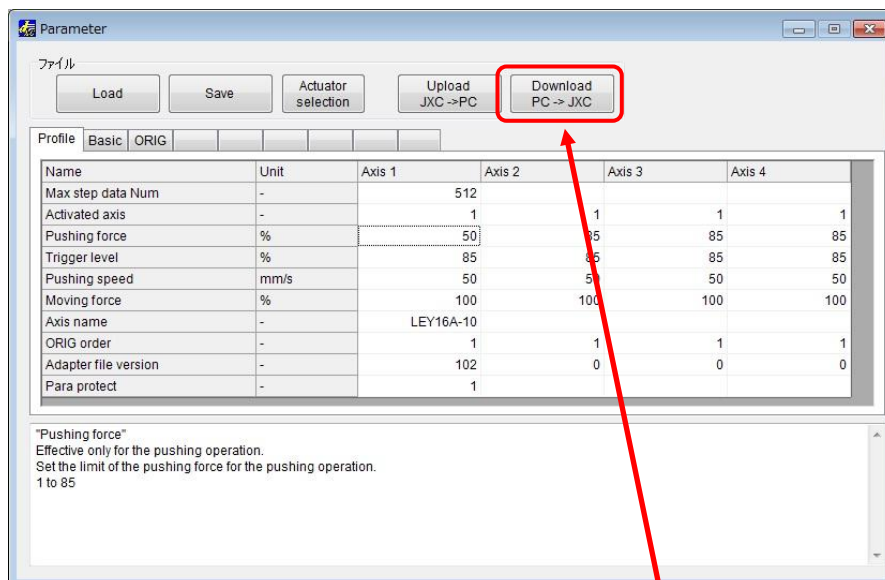 Parameter
ファイル
Load
Save
Actuator
selection
Upload
JXC ->PC
Download
PC -> JXC
Profile Basic ORIG
Name Unit Axis 1 Axis 2 Axis 3 Axis 4
Max step data Num - 512
Activated axis - 1 1 1 1
Pushing force % 50 85 85 85
Trigger level % 85 85 85 85
Pushing speed mm/s 50 50 50 50
Moving force % 100 100 100 100
Axis name - LEY16A-10
ORIG order - 1 1 1 1
Adapter file version - 102 0 0 0
Para protect - 1
"Pushing force"
Effective only for the pushing operation.
Set the limit of the pushing force for the pushing operation.
1 to 85